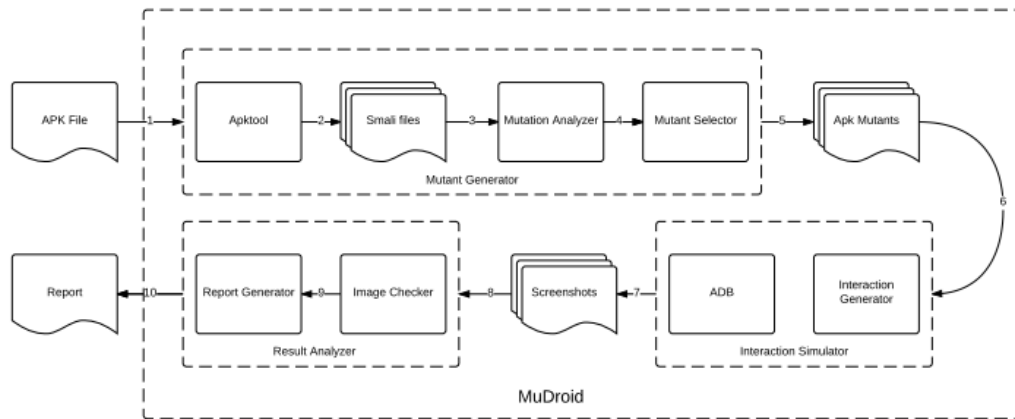 APK File
1
Apktool
2
Smali files
3
Mutation Analyzer
4
Mutant Selector
5
Apk Mutants
Mutant Generator
6
Report
10
Report Generator
9
Image Checker
8
Screenshots
7
ADB
Interaction
Generator
Result Analyzer
Interaction Simulator
MuDroid